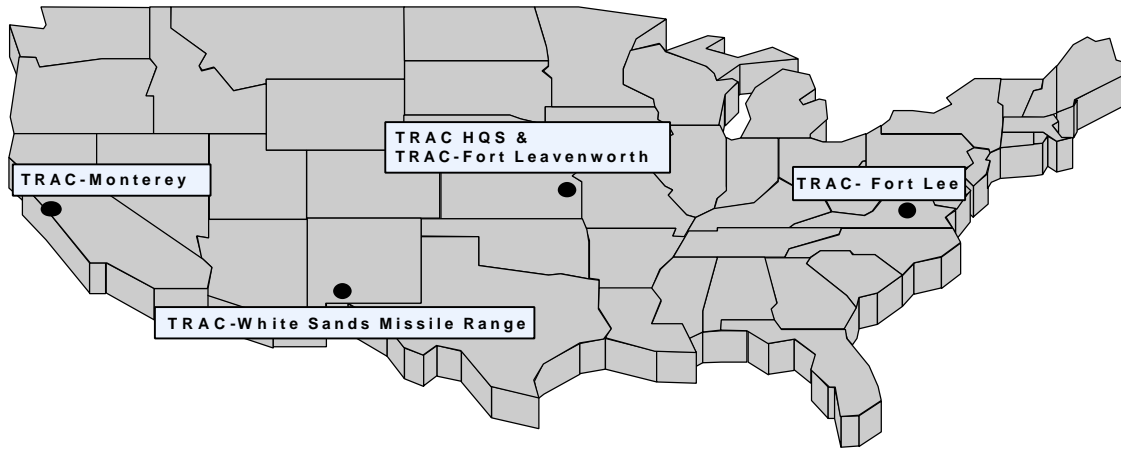 TRAC HQS &
TRAC-Fort Leavenworth
TRAC-Monterey
TRAC- Fort Lee
TRAC-White Sands Missile Range